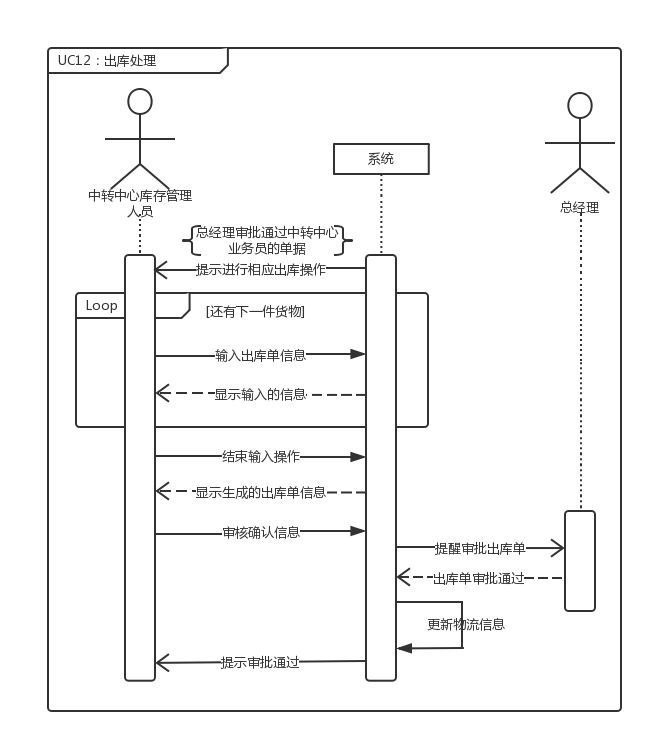 UC12：出库处理
中转中心库存管理
人员
系统
总经理
总经理审批通过中转中心
业务员的单据
提示进行相应出库操作
Loop
[还有下一件货物]
输入出库单信息
显示输入的信息
结束输入操作
显示生成的出库单信息
审核确认信息
提醒审批出库单
出库单审批通过
更新物流信息
提示审批通过